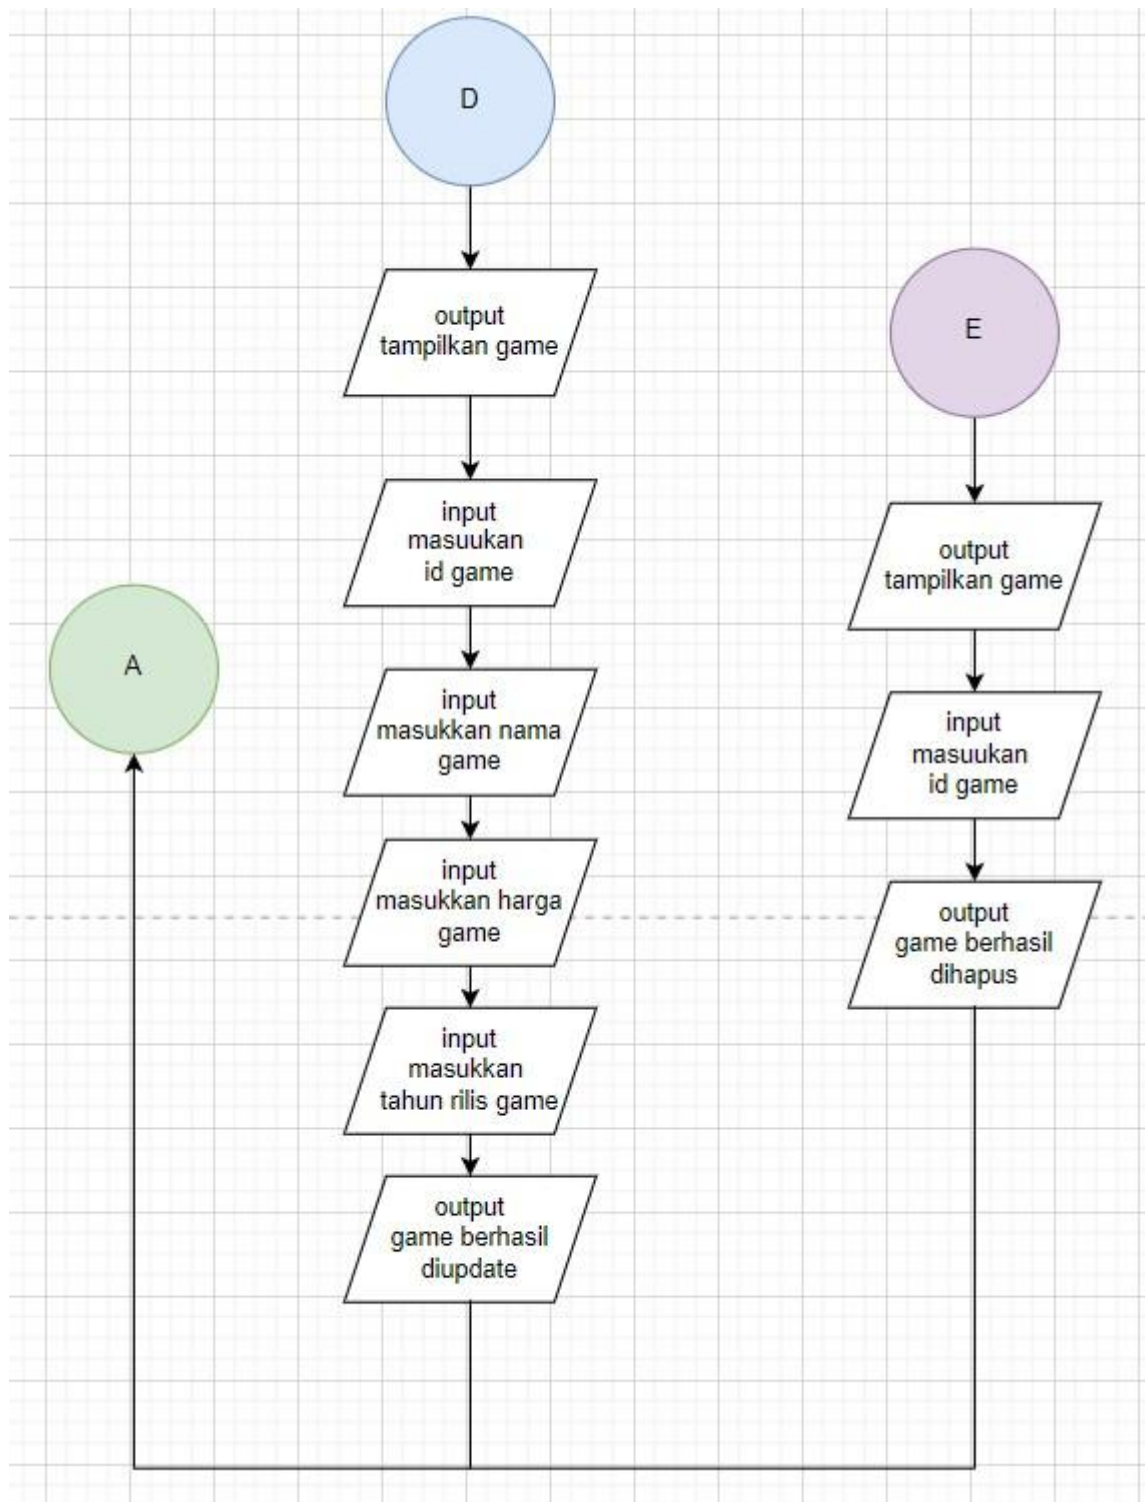 D
output
tampilkan game
input
masuukan
id game
input
masukkan nama
game
input
masukkan harga
game
input
masukkan
tahun rilis game
output
game berhasil
diupdate
E
output
tampilkan game
input
masuukan
id game
output
game berhasil
dihapus
A